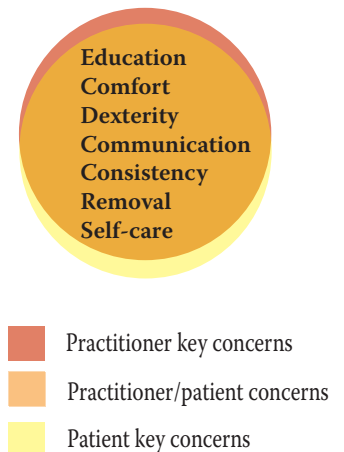 Education
Comfort
Dexterity
Communication
Consistency
Removal
Self-care
Practitioner key concerns
Practitioner/patient concerns
Patient key concerns